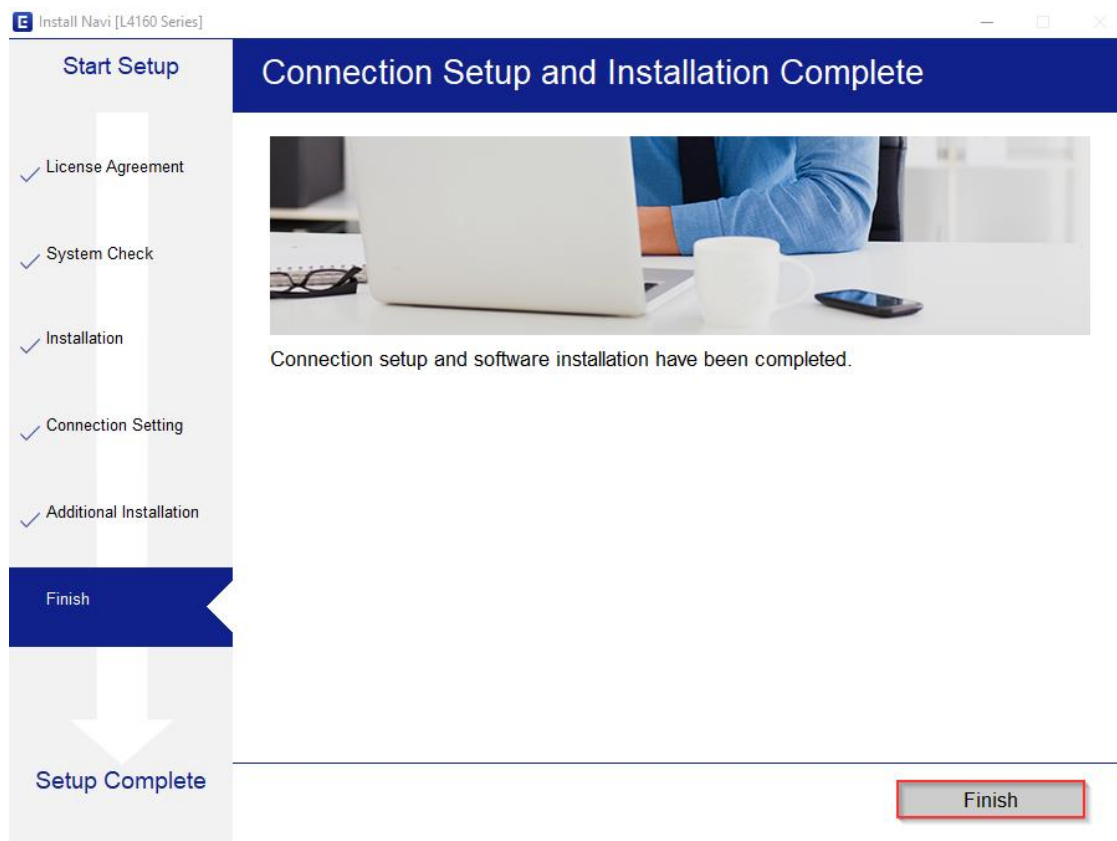 Install Navi [L4160 Series]
Start Setup
License Agreement
System Check
Installation
Connection Setting
Additional Installation
Finish
Setup Complete
Connection Setup and Installation Complete
Connection setup and software installation have been completed.
Finish